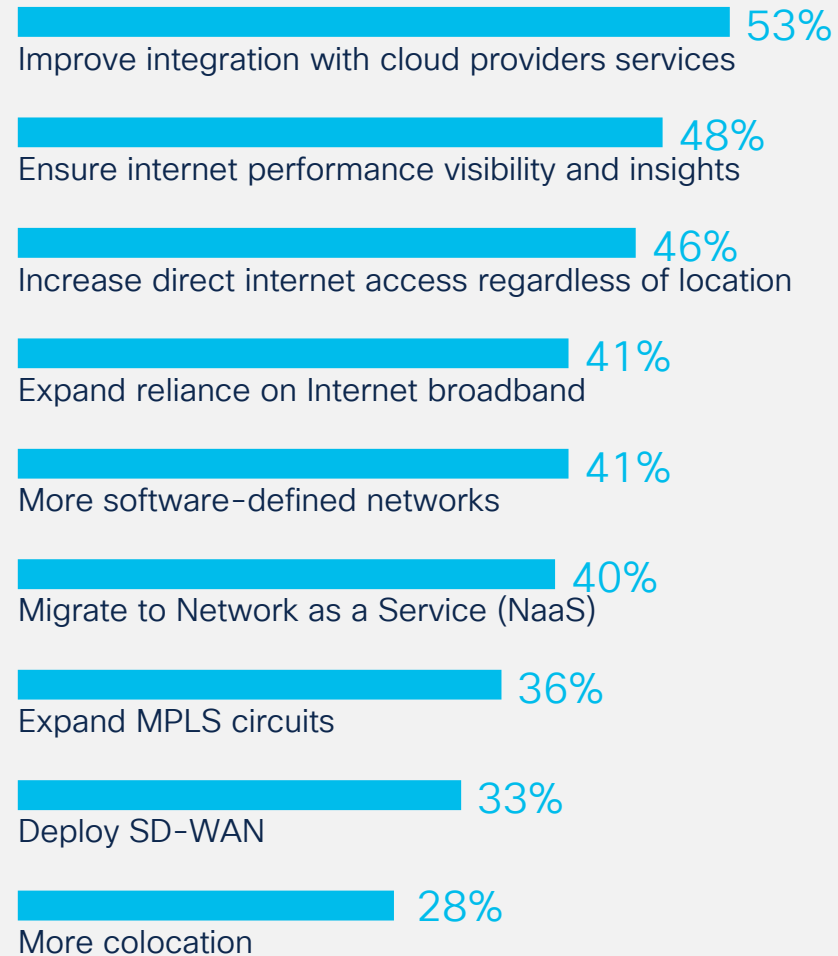 53%
Improve integration with cloud providers services
48%
Ensure internet performance visibility and insights
46%
Increase direct internet access regardless of location
41%
Expand reliance on Internet broadband
41%
More software-defined networks
40%
Migrate to Network as a Service (NaaS)
36%
Expand MPLS circuits
33%
Deploy SD-WAN
28%
More colocation